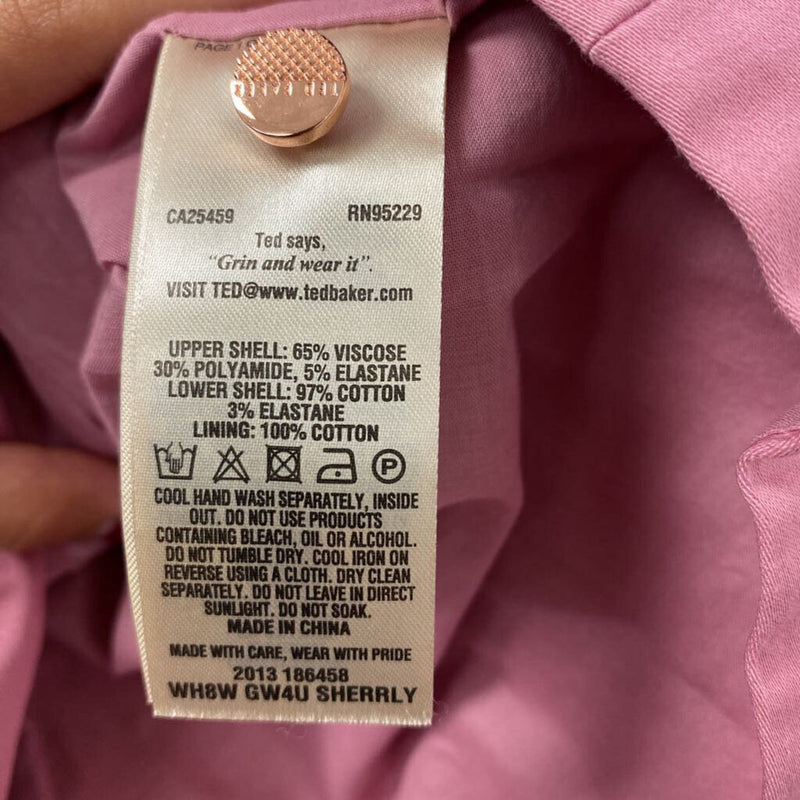 PAGE 1
TED BAKER
CA25459 RN95229
Ted says,
"Grin and wear it".
VISIT TED@www.tedbaker.com
UPPER SHELL: 65% VISCOSE
30% POLYAMIDE, 5% ELASTANE
LOWER SHELL: 97% COTTON
3% ELASTANE
LINING: 100% COTTON
P
COOL HAND WASH SEPARATELY, INSIDE
OUT. DO NOT USE PRODUCTS
CONTAINING BLEACH, OIL OR ALCOHOL.
DO NOT TUMBLE DRY. COOL IRON ON
REVERSE USING A CLOTH. DRY CLEAN
SEPARATELY. DO NOT LEAVE IN DIRECT
SUNLIGHT. DO NOT SOAK.
MADE IN CHINA
MADE WITH CARE, WEAR WITH PRIDE
2013 186458
WH8W GW4U SHERRLY